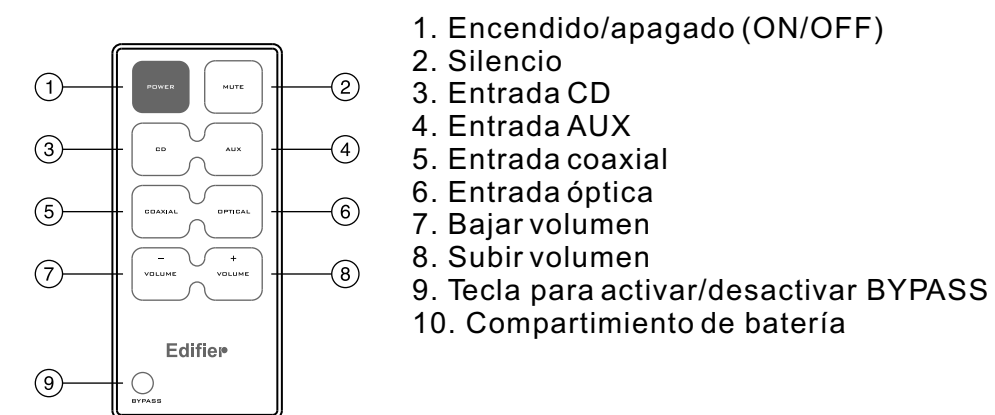 1. Encendido/apagado (ON/OFF)
2. Silencio
3. Entrada CD
4. Entrada AUX
5. Entrada coaxial
6. Entrada óptica
7. Bajar volumen
8. Subir volumen
9. Tecla para activar/desactivar BYPASS
10. Compartimiento de batería
1 POWER MUTE 2
3 CD AUX 4
5 COAXIAL OPTICAL 6
− +
7 VOLUME VOLUME 8
Edifier
9
BYPASS